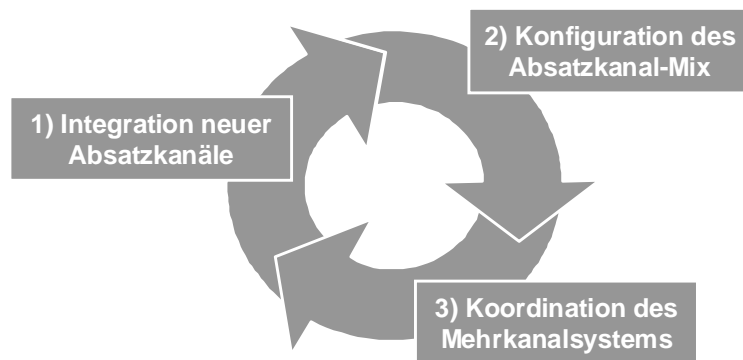 1) Integration neuer
Absatzkanäle
2) Konfiguration des
Absatzkanal-Mix
3) Koordination des
Mehrkanalsystems